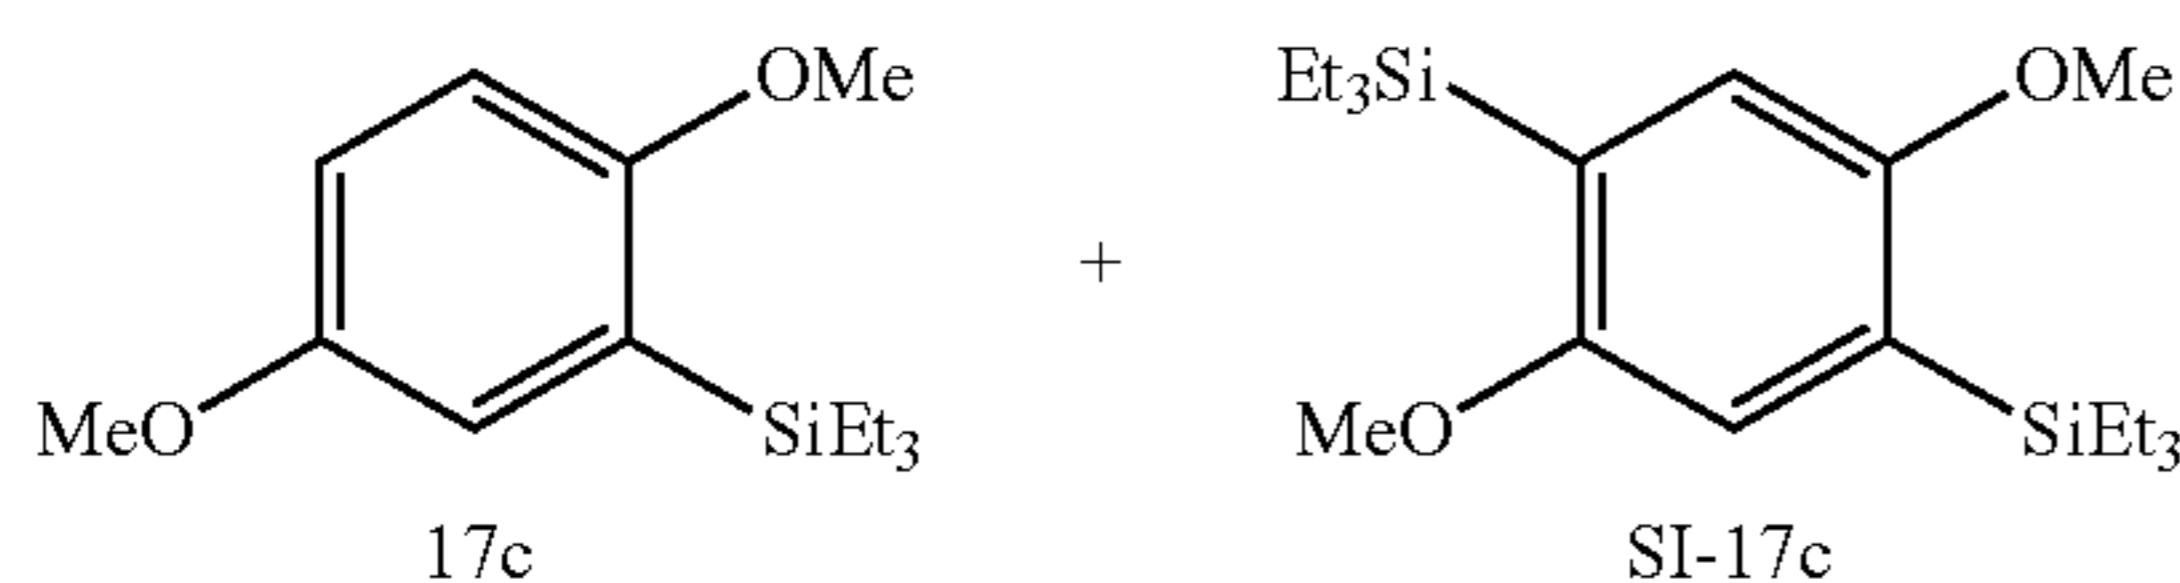 OMe
Et₃Si
OMe
+
MeO
SiEt₃
MeO
SiEt₃
17c
SI-17c